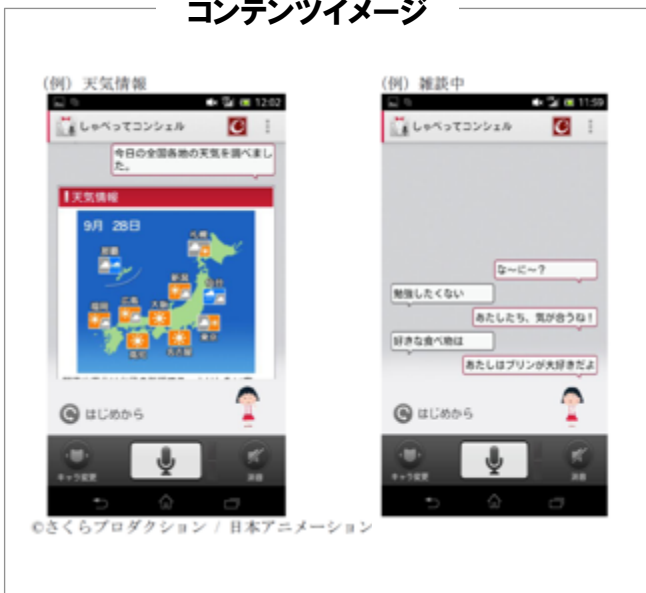 コンテンツイメージ
(例) 天気情報
12:02
しゃべってコンシェル
今日の全国各地の天気を調べまし
た。
天気情報
9月 28日
札幌
那覇
新潟
仙台
福岡
広島
大阪
東京
高知
名古屋
はじめから
キャラ変更
消音
(例) 雑談中
11:59
しゃべってコンシェル
な〜に〜?
勉強したくない
あたしたち、気が合うね!
好きな食べ物は
あたしはプリンが大好きだよ
はじめから
キャラ変更
消音
©さくらプロダクション / 日本アニメーション